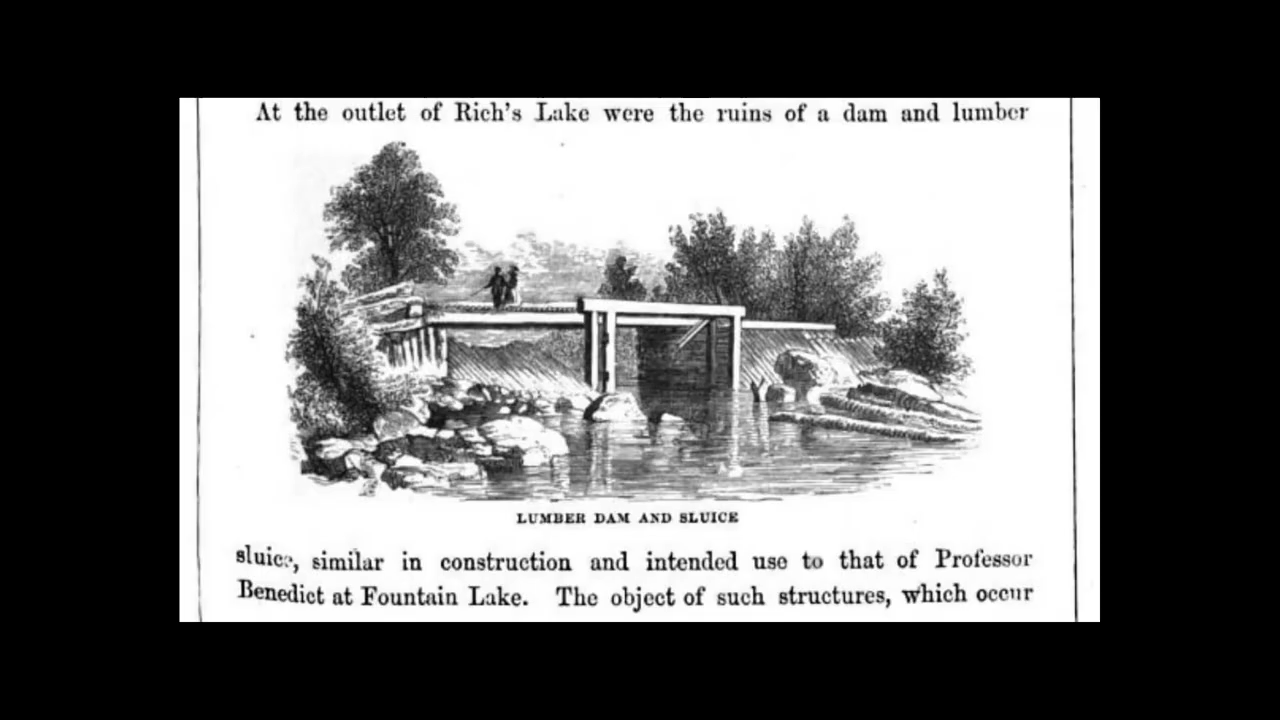 At the outlet of Rich's Lake were the ruins of a dam and lumber
LUMBER DAM AND SLUICE
sluice, similar in construction and intended use to that of Professor
Benedict at Fountain Lake. The object of such structures, which occur